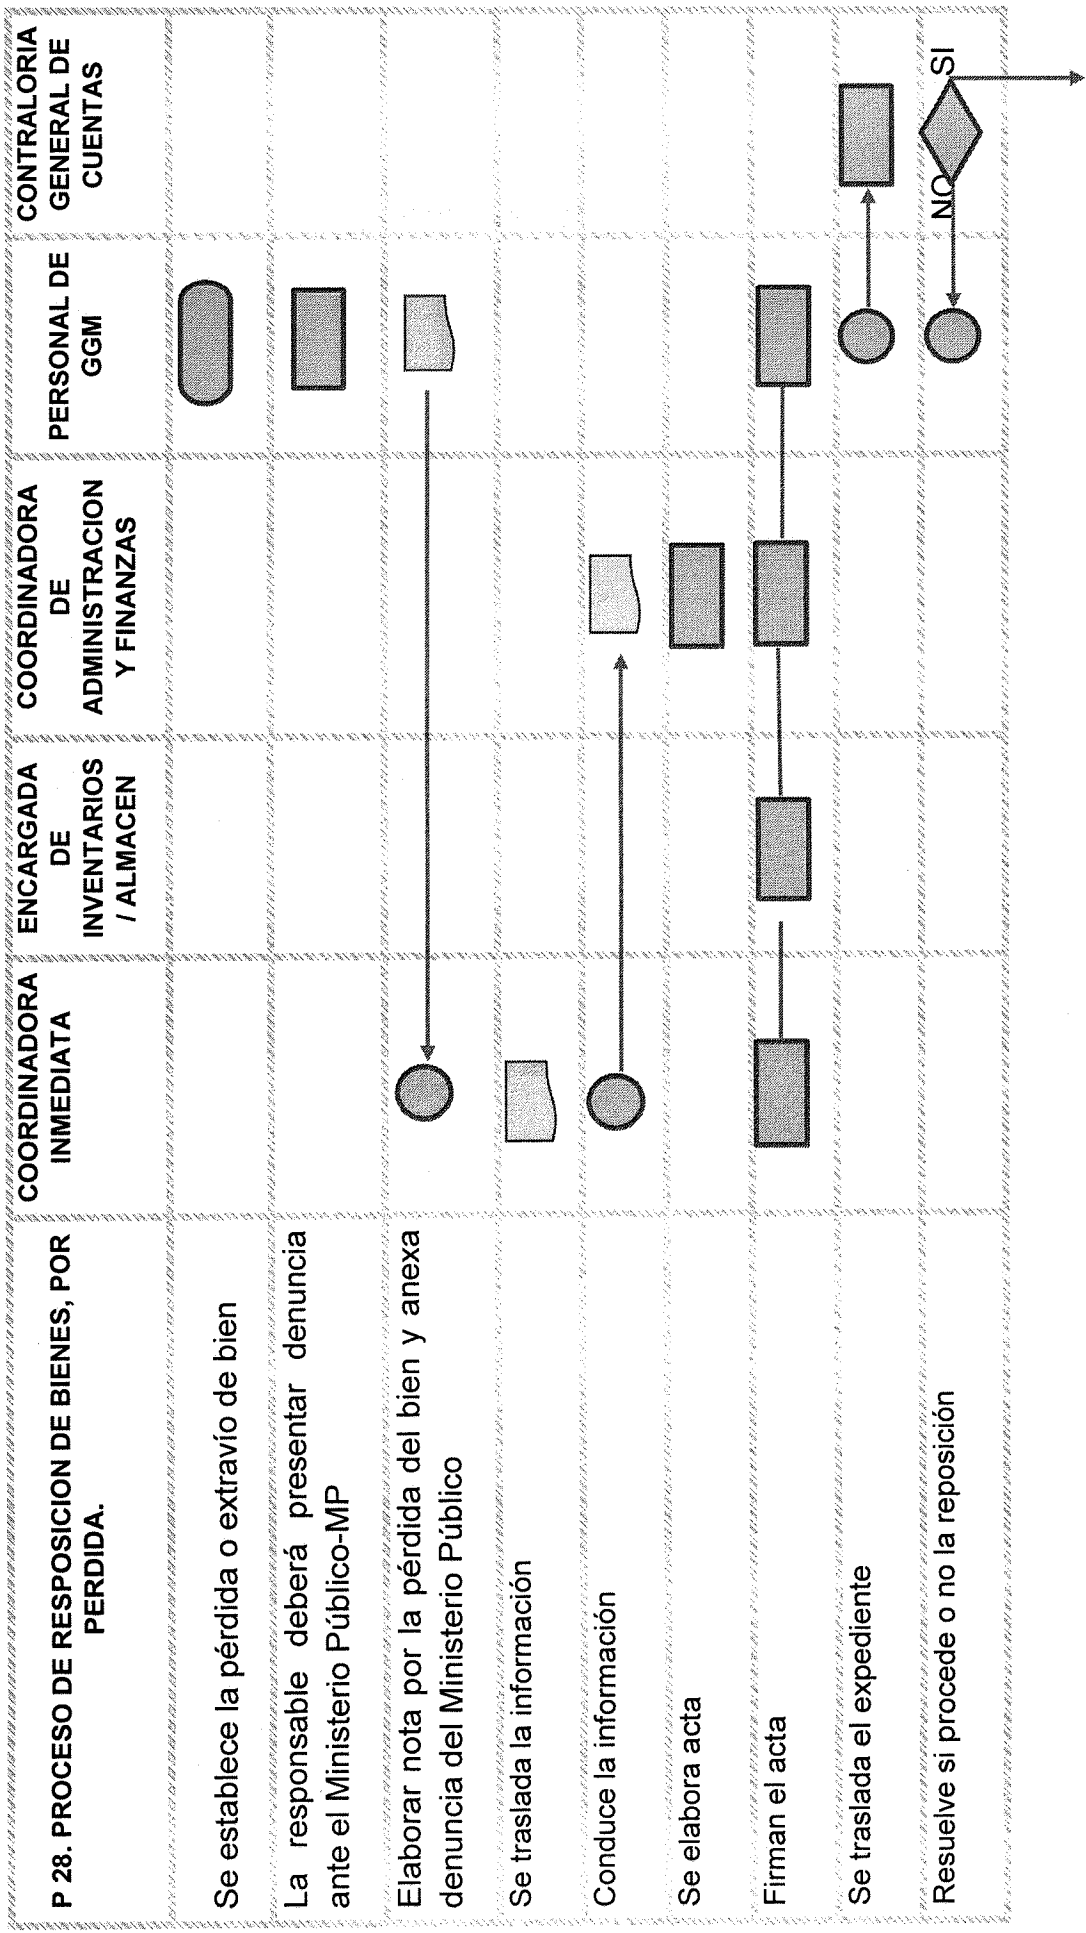 P 28. PROCESO DE RESPOSICION DE BIENES, POR
PERDIDA.
COORDINADORA
INMEDIATA
ENCARGADA
DE
INVENTARIOS
/ ALMACEN
COORDINADORA
DE
ADMINISTRACION
Y FINANZAS
PERSONAL DE
GGM
CONTRALORIA
GENERAL DE
CUENTAS
Se establece la pérdida o extravío de bien
La responsable deberá presentar denuncia
ante el Ministerio Público-MP
Elaborar nota por la pérdida del bien y anexa
denuncia del Ministerio Público
Se traslada la información
Conduce la información
Se elabora acta
Firman el acta
Se traslada el expediente
Resuelve si procede o no la reposición
NO
SI